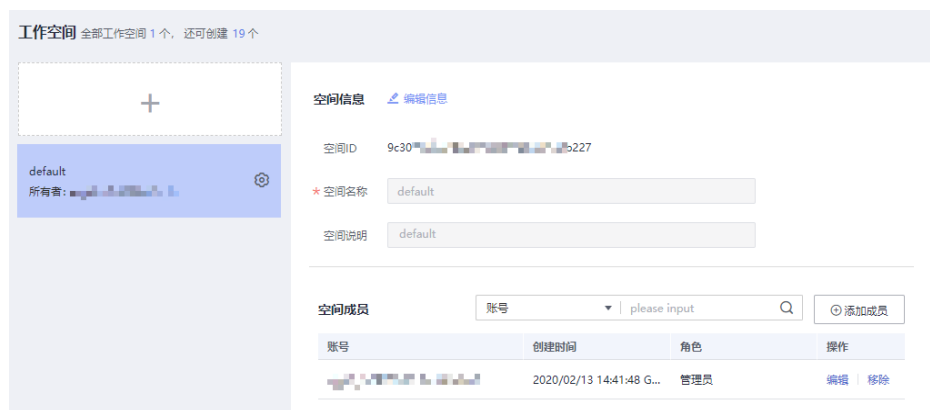 工作空间 全部工作空间 1 个， 还可创建 19 个
空间信息 编辑信息
空间ID 9c30 b227
default
所有者：
* 空间名称 default
空间说明 default
空间成员 账号 please input 添加成员
账号 创建时间 角色 操作
2020/02/13 14:41:48 G... 管理员 编辑 移除